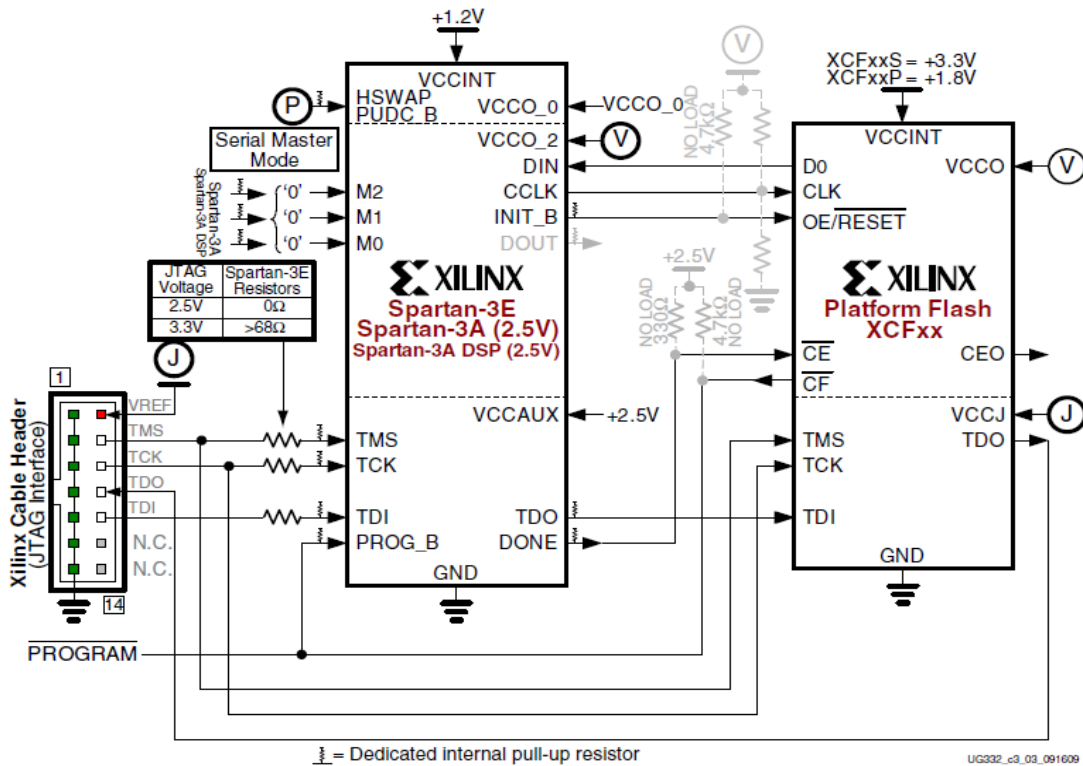 +1.2V
VCCINT
HSWAP
PUDC_B
VCCO_0
VCCO_0
P
Serial Master
Mode
VCCO_2
V
DIN
M2
CCLK
M1
INIT_B
M0
DOUT
Spartan-3A
Spartan-3A DSP
'0'
'0'
'0'
XILINX
Spartan-3E
Spartan-3A (2.5V)
Spartan-3A DSP (2.5V)
JTAG Voltage
Spartan-3E Resistors
2.5V
0Ω
3.3V
>68Ω
J
1
VREF
TMS
TCK
TDO
TDI
N.C.
N.C.
14
Xilinx Cable Header
(JTAG Interface)
VCCAUX
+2.5V
TMS
TCK
TDI
TDO
PROG_B
DONE
GND
PROGRAM
V
NO LOAD
4.7kΩ
+2.5V
NO LOAD
330Ω
4.7kΩ
NO LOAD
XCFxxS = +3.3V
XCFxxP = +1.8V
VCCINT
VCCO
V
D0
CLK
OE/RESET
XILINX
Platform Flash
XCFxx
CE
CEO
CF
VCCJ
J
TMS
TDO
TCK
TDI
GND
= Dedicated internal pull-up resistor
UG332_c3_03_091609